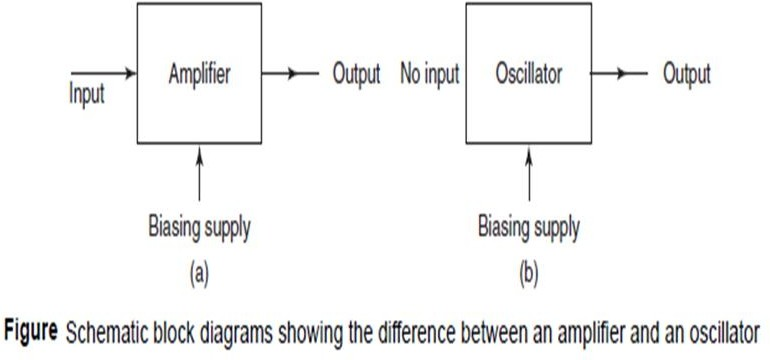 Amplifier
Output
No input
Oscillator
Output
Input
Biasing supply
Biasing supply
(a)
(b)
Figure Schematic block diagrams showing the difference between an amplifier and an oscillator